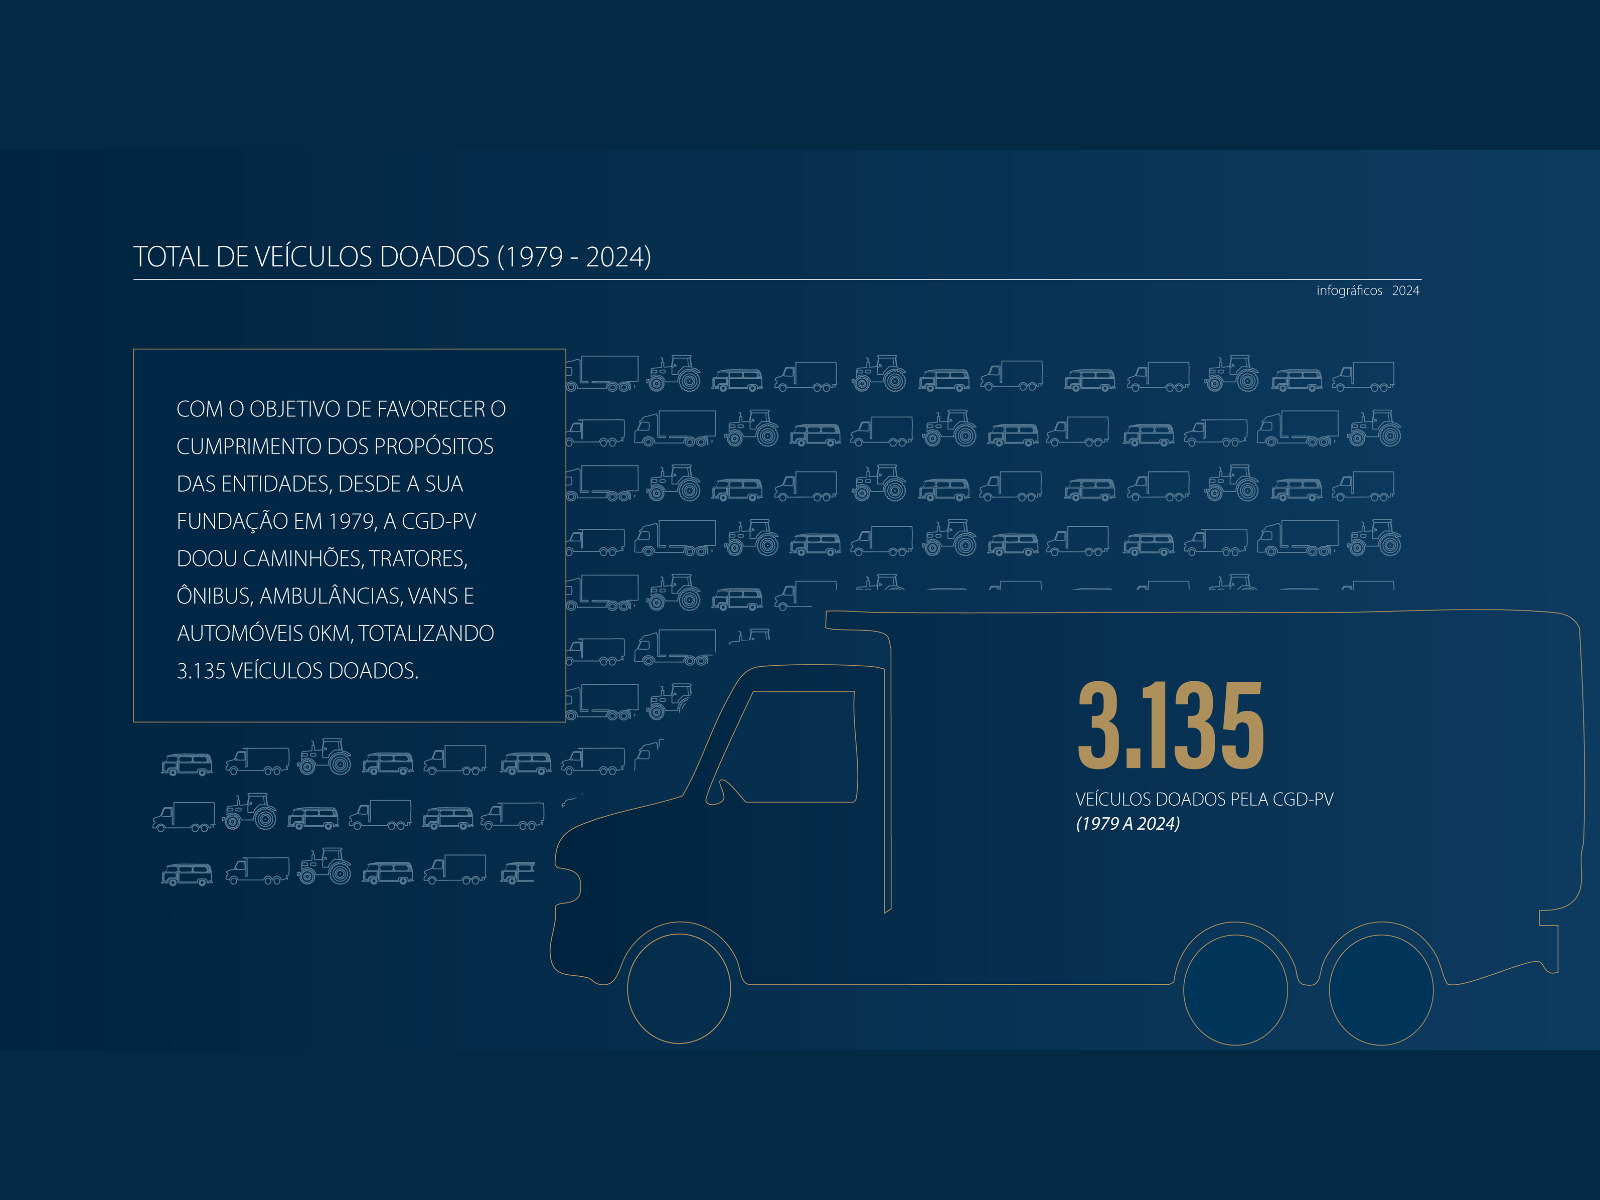 TOTAL DE VEÍCULOS DOADOS (1979 - 2024)
infográficos 2024
COM O OBJETIVO DE FAVORECER O
CUMPRIMENTO DOS PROPÓSITOS
DAS ENTIDADES, DESDE A SUA
FUNDAÇÃO EM 1979, A CGD-PV
DOOU CAMINHÕES, TRATORES,
ÔNIBUS, AMBULÂNCIAS, VANS E
AUTOMÓVEIS 0KM, TOTALIZANDO
3.135 VEÍCULOS DOADOS.
3.135
VEÍCULOS DOADOS PELA CGD-PV
(1979 A 2024)